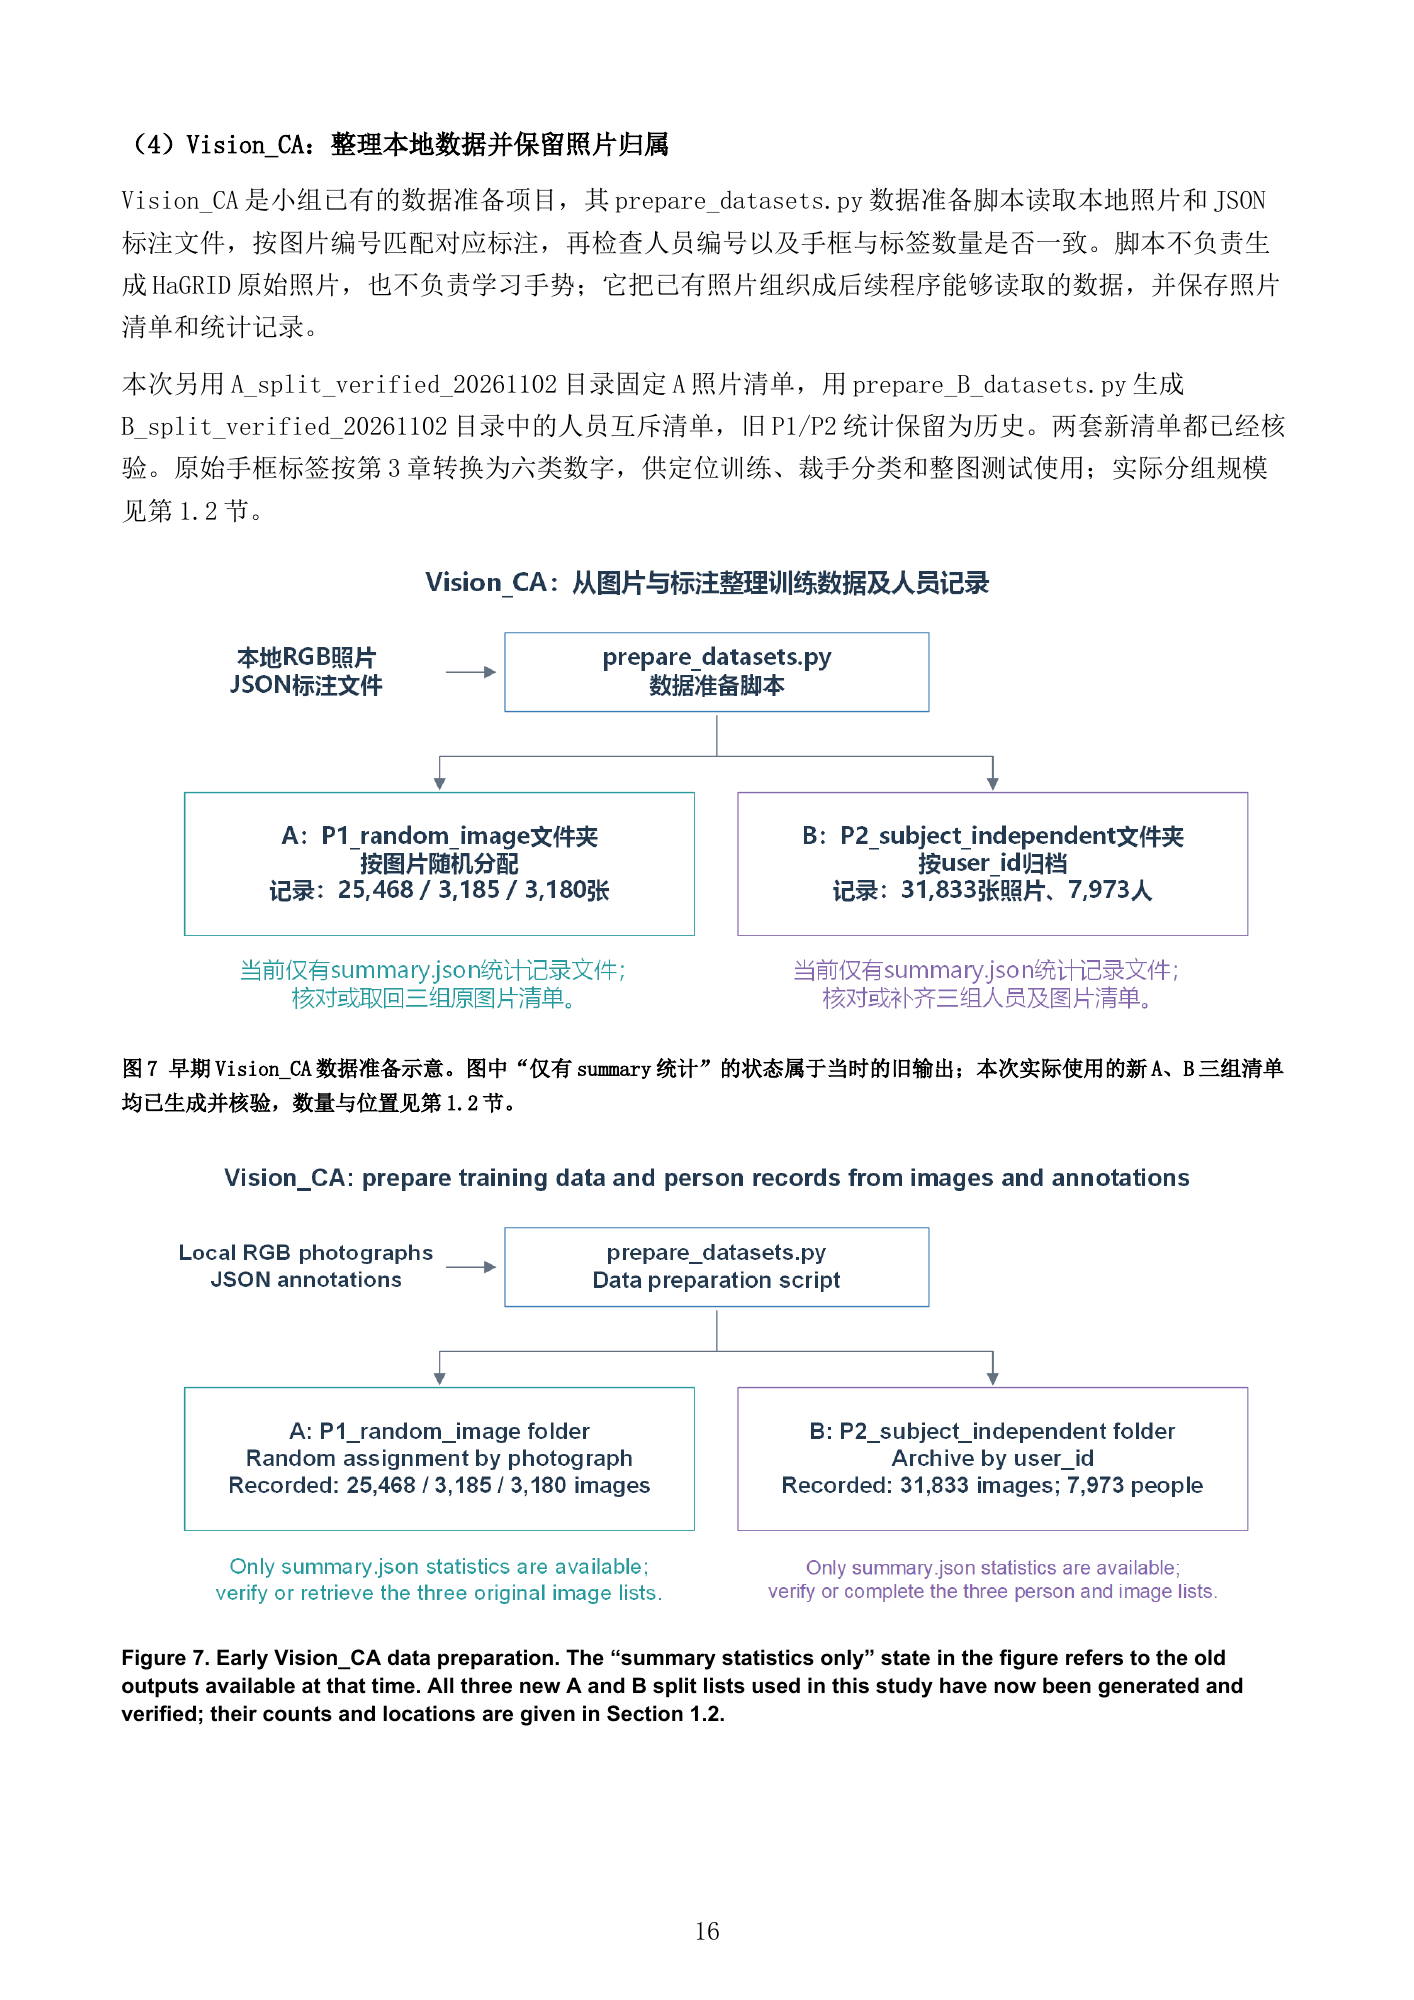 （4）Vision_CA：整理本地数据并保留照片归属
Vision_CA 是小组已有的数据准备项目，其 prepare_datasets.py 数据准备脚本读取本地照片和 JSON
标注文件，按图片编号匹配对应标注，再检查人员编号以及手框与标签数量是否一致。脚本不负责生
成 HaGRID 原始照片，也不负责学习手势；它把已有照片组织成后续程序能够读取的数据，并保存照片
清单和统计记录。
本次另用 A_split_verified_20261102 目录固定 A 照片清单，用 prepare_B_datasets.py 生成
B_split_verified_20261102 目录中的人员互斥清单，旧 P1/P2 统计保留为历史。两套新清单都已经核
验。原始手框标签按第 3 章转换为六类数字，供定位训练、裁手分类和整图测试使用；实际分组规模
见第 1.2 节。
Vision_CA：从图片与标注整理训练数据及人员记录
本地RGB照片
JSON标注文件
prepare_datasets.py
数据准备脚本
A：P1_random_image文件夹
按图片随机分配
记录：25,468 / 3,185 / 3,180张
B：P2_subject_independent文件夹
按user_id归档
记录：31,833张照片、7,973人
当前仅有summary.json统计记录文件；
核对或取回三组原图片清单。
当前仅有summary.json统计记录文件；
核对或补齐三组人员及图片清单。
图 7 早期 Vision_CA 数据准备示意。图中“仅有 summary 统计”的状态属于当时的旧输出；本次实际使用的新 A、B 三组清单
均已生成并核验，数量与位置见第 1.2 节。
Vision_CA: prepare training data and person records from images and annotations
Local RGB photographs
JSON annotations
prepare_datasets.py
Data preparation script
A: P1_random_image folder
Random assignment by photograph
Recorded: 25,468 / 3,185 / 3,180 images
B: P2_subject_independent folder
Archive by user_id
Recorded: 31,833 images; 7,973 people
Only summary.json statistics are available;
verify or retrieve the three original image lists.
Only summary.json statistics are available;
verify or complete the three person and image lists.
Figure 7. Early Vision_CA data preparation. The “summary statistics only” state in the figure refers to the old
outputs available at that time. All three new A and B split lists used in this study have now been generated and
verified; their counts and locations are given in Section 1.2.
16